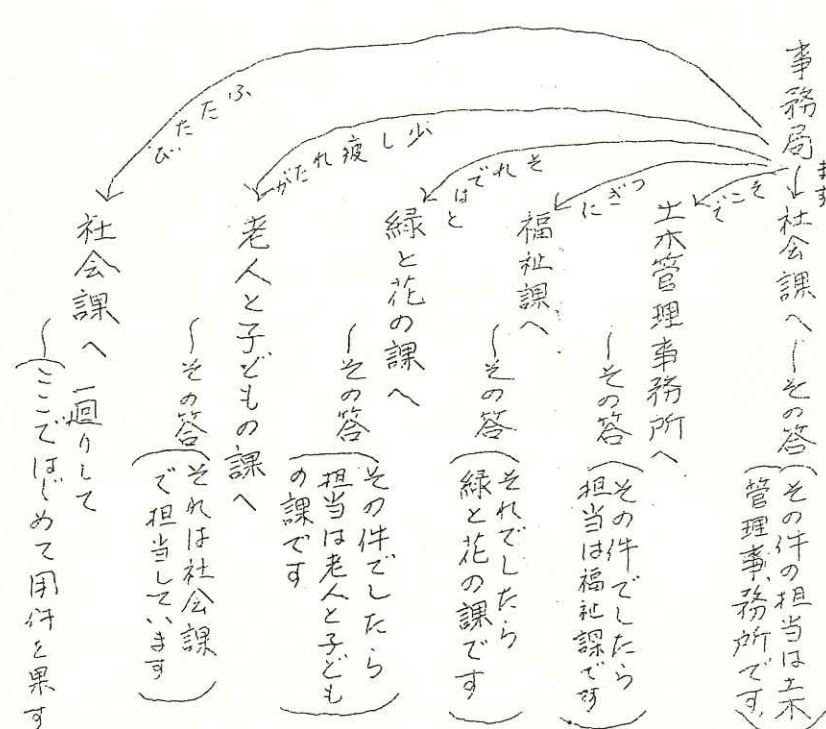 事務局
まず
社会課へ
〜その答
(その件の担当は土木
管理事務所です)
そこで
土木管理事務所へ
〜その答
(その件でしたら
担当は福祉課です)
つぎに
福祉課へ
〜その答
(それでしたら
緑と花の課です)
それでは
と
緑と花の課へ
〜その答
(その件でしたら
担当は老人と子ども
の課です)
少し疲れた
が
老人と子どもの課へ
〜その答
(それは社会課
で担当しています)
ふたたび
社会課へ 一廻りして
〜(ここではじめて用件を果す